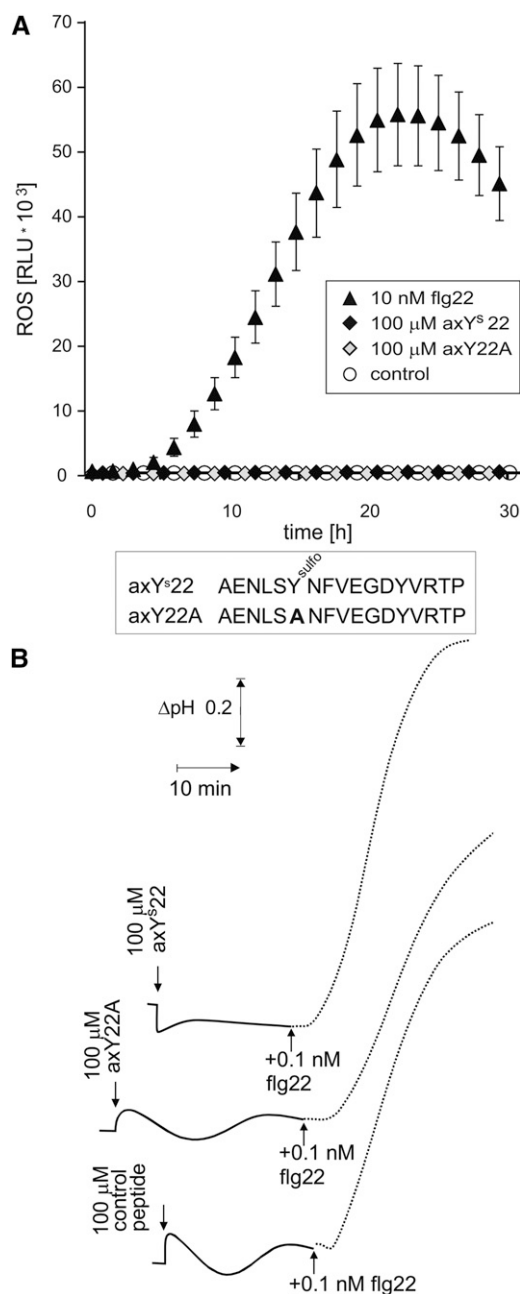 A
70
60
50
40
30
20
10
0
ROS [RLU * 10³]
10 nM flg22
100 μM axYˢ22
100 μM axY22A
control
0 10 20 30
time [h]
sulfo
axYˢ22 AENLSY NFVEGDYVRTP
axY22A AENLSANFVEGDYVRTP
B
ΔpH 0.2
10 min
100 μM
axYˢ22
+0.1 nM
flg22
100 μM
axY22A
+0.1 nM
flg22
100 μM
control
peptide
+0.1 nM flg22